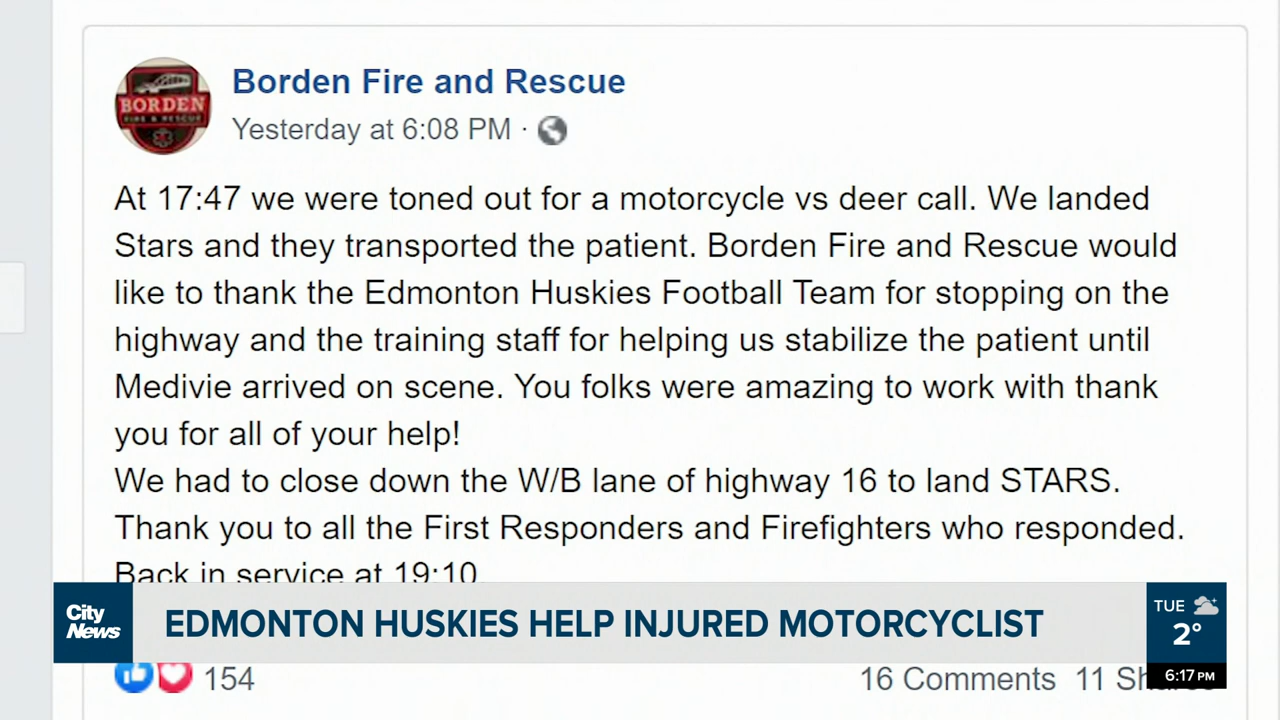 Borden Fire and Rescue
BORDEN
FIRE & RESCUE
Yesterday at 6:08 PM ·
At 17:47 we were toned out for a motorcycle vs deer call. We landed
Stars and they transported the patient. Borden Fire and Rescue would
like to thank the Edmonton Huskies Football Team for stopping on the
highway and the training staff for helping us stabilize the patient until
Medivie arrived on scene. You folks were amazing to work with thank
you for all of your help!
We had to close down the W/B lane of highway 16 to land STARS.
Thank you to all the First Responders and Firefighters who responded.
Back in service at 19:10.
City
News
EDMONTON HUSKIES HELP INJURED MOTORCYCLIST
TUE
2°
6:17 PM
154
16 Comments 11 Shares